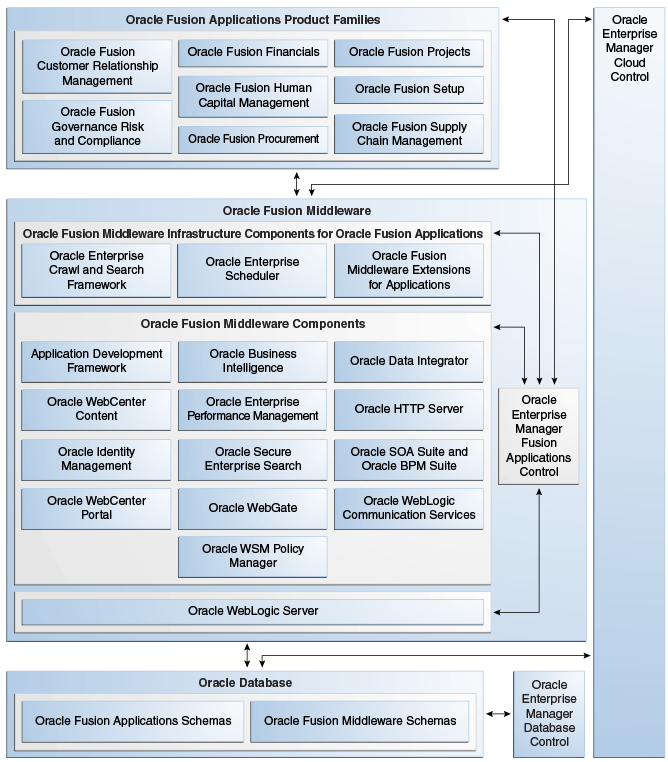 Oracle Fusion Applications Product Families
Oracle Fusion
Customer Relationship
Management
Oracle Fusion Financials
Oracle Fusion Projects
Oracle Fusion Human
Capital Management
Oracle Fusion Setup
Oracle Fusion
Governance Risk
and Compliance
Oracle Fusion Procurement
Oracle Fusion Supply
Chain Management
Oracle
Enterprise
Manager
Cloud
Control
Oracle Fusion Middleware
Oracle Fusion Middleware Infrastructure Components for Oracle Fusion Applications
Oracle Enterprise
Crawl and Search
Framework
Oracle Enterprise
Scheduler
Oracle Fusion
Middleware Extensions
for Applications
Oracle Fusion Middleware Components
Application Development
Framework
Oracle Business
Intelligence
Oracle Data Integrator
Oracle WebCenter
Content
Oracle Enterprise
Performance Management
Oracle HTTP Server
Oracle Identity
Management
Oracle Secure
Enterprise Search
Oracle SOA Suite and
Oracle BPM Suite
Oracle WebCenter
Portal
Oracle WebGate
Oracle WebLogic
Communication Services
Oracle WSM Policy
Manager
Oracle
Enterprise
Manager
Fusion
Applications
Control
Oracle WebLogic Server
Oracle Database
Oracle Fusion Applications Schemas
Oracle Fusion Middleware Schemas
Oracle
Enterprise
Manager
Database
Control